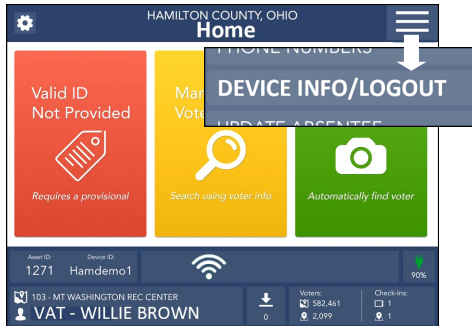 HAMILTON COUNTY, OHIO
Home
PHONE NUMBERS
DEVICE INFO/LOGOUT
UPDATE ABSENTEE
Valid ID
Not Provided
Requires a provisional
Search using voter info
Automatically find voter
Asset ID:
1271
Device ID:
Hamdemo1
90%
103 - MT WASHINGTON REC CENTER
VAT - WILLIE BROWN
0
Voters:
582,461
2,099
Check-Ins:
1
1